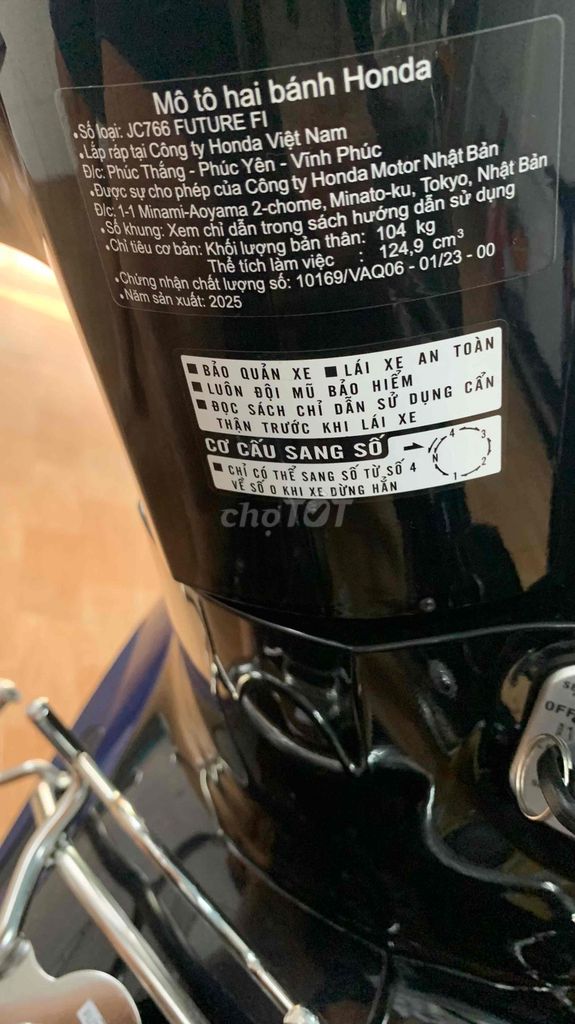 Mô tô hai bánh Honda
•Số loại: JC766 FUTURE FI
•Lắp ráp tại Công ty Honda Việt Nam
Đ/c: Phúc Thắng - Phúc Yên - Vĩnh Phúc
•Được sự cho phép của Công ty Honda Motor Nhật Bản
Đ/c: 1-1 Minami-Aoyama 2-chome, Minato-ku, Tokyo, Nhật Bản
•Số khung: Xem chỉ dẫn trong sách hướng dẫn sử dụng
•Chỉ tiêu cơ bản: Khối lượng bản thân: 104 kg
Thể tích làm việc : 124,9 cm³
•Chứng nhận chất lượng số: 10169/VAQ06 - 01/23 - 00
•Năm sản xuất: 2025
■ BẢO QUẢN XE ■ LÁI XE AN TOÀN
■ LUÔN ĐỘI MŨ BẢO HIỂM
■ ĐỌC SÁCH CHỈ DẪN SỬ DỤNG CẨN
THẬN TRƯỚC KHI LÁI XE
CƠ CẤU SANG SỐ
N 1 2 3 4
■ CHỈ CÓ THỂ SANG SỐ TỪ SỐ 4
VỀ SỐ 0 KHI XE DỪNG HẲN
chợTỐT
OFF